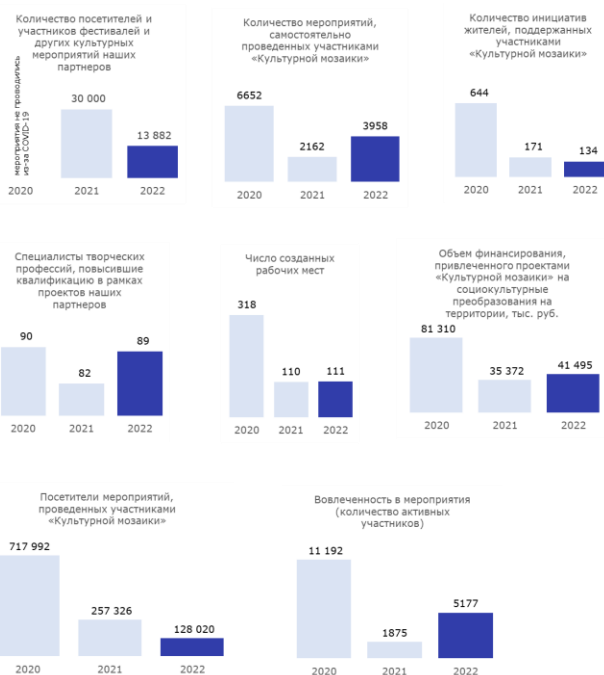 Количество посетителей и
участников фестивалей и
других культурных
мероприятий наших
партнеров
мероприятия не проводились
из-за COVID-19
30 000
13 882
2020
2021
2022
Количество мероприятий,
самостоятельно
проведенных участниками
«Культурной мозаики»
6652
2162
3958
2020
2021
2022
Количество инициатив
жителей, поддержанных
участниками
«Культурной мозаики»
644
171
134
2020
2021
2022
Специалисты творческих
профессий, повысившие
квалификацию в рамках
проектов наших
партнеров
90
82
89
2020
2021
2022
Число созданных
рабочих мест
318
110
111
2020
2021
2022
Объем финансирования,
привлеченного проектами
«Культурной мозаики» на
социокультурные
преобразования на
территории, тыс. руб.
81 310
35 372
41 495
2020
2021
2022
Посетители мероприятий,
проведенных участниками
«Культурной мозаики»
717 992
257 326
128 020
2020
2021
2022
Вовлеченность в мероприятия
(количество активных
участников)
11 192
1875
5177
2020
2021
2022